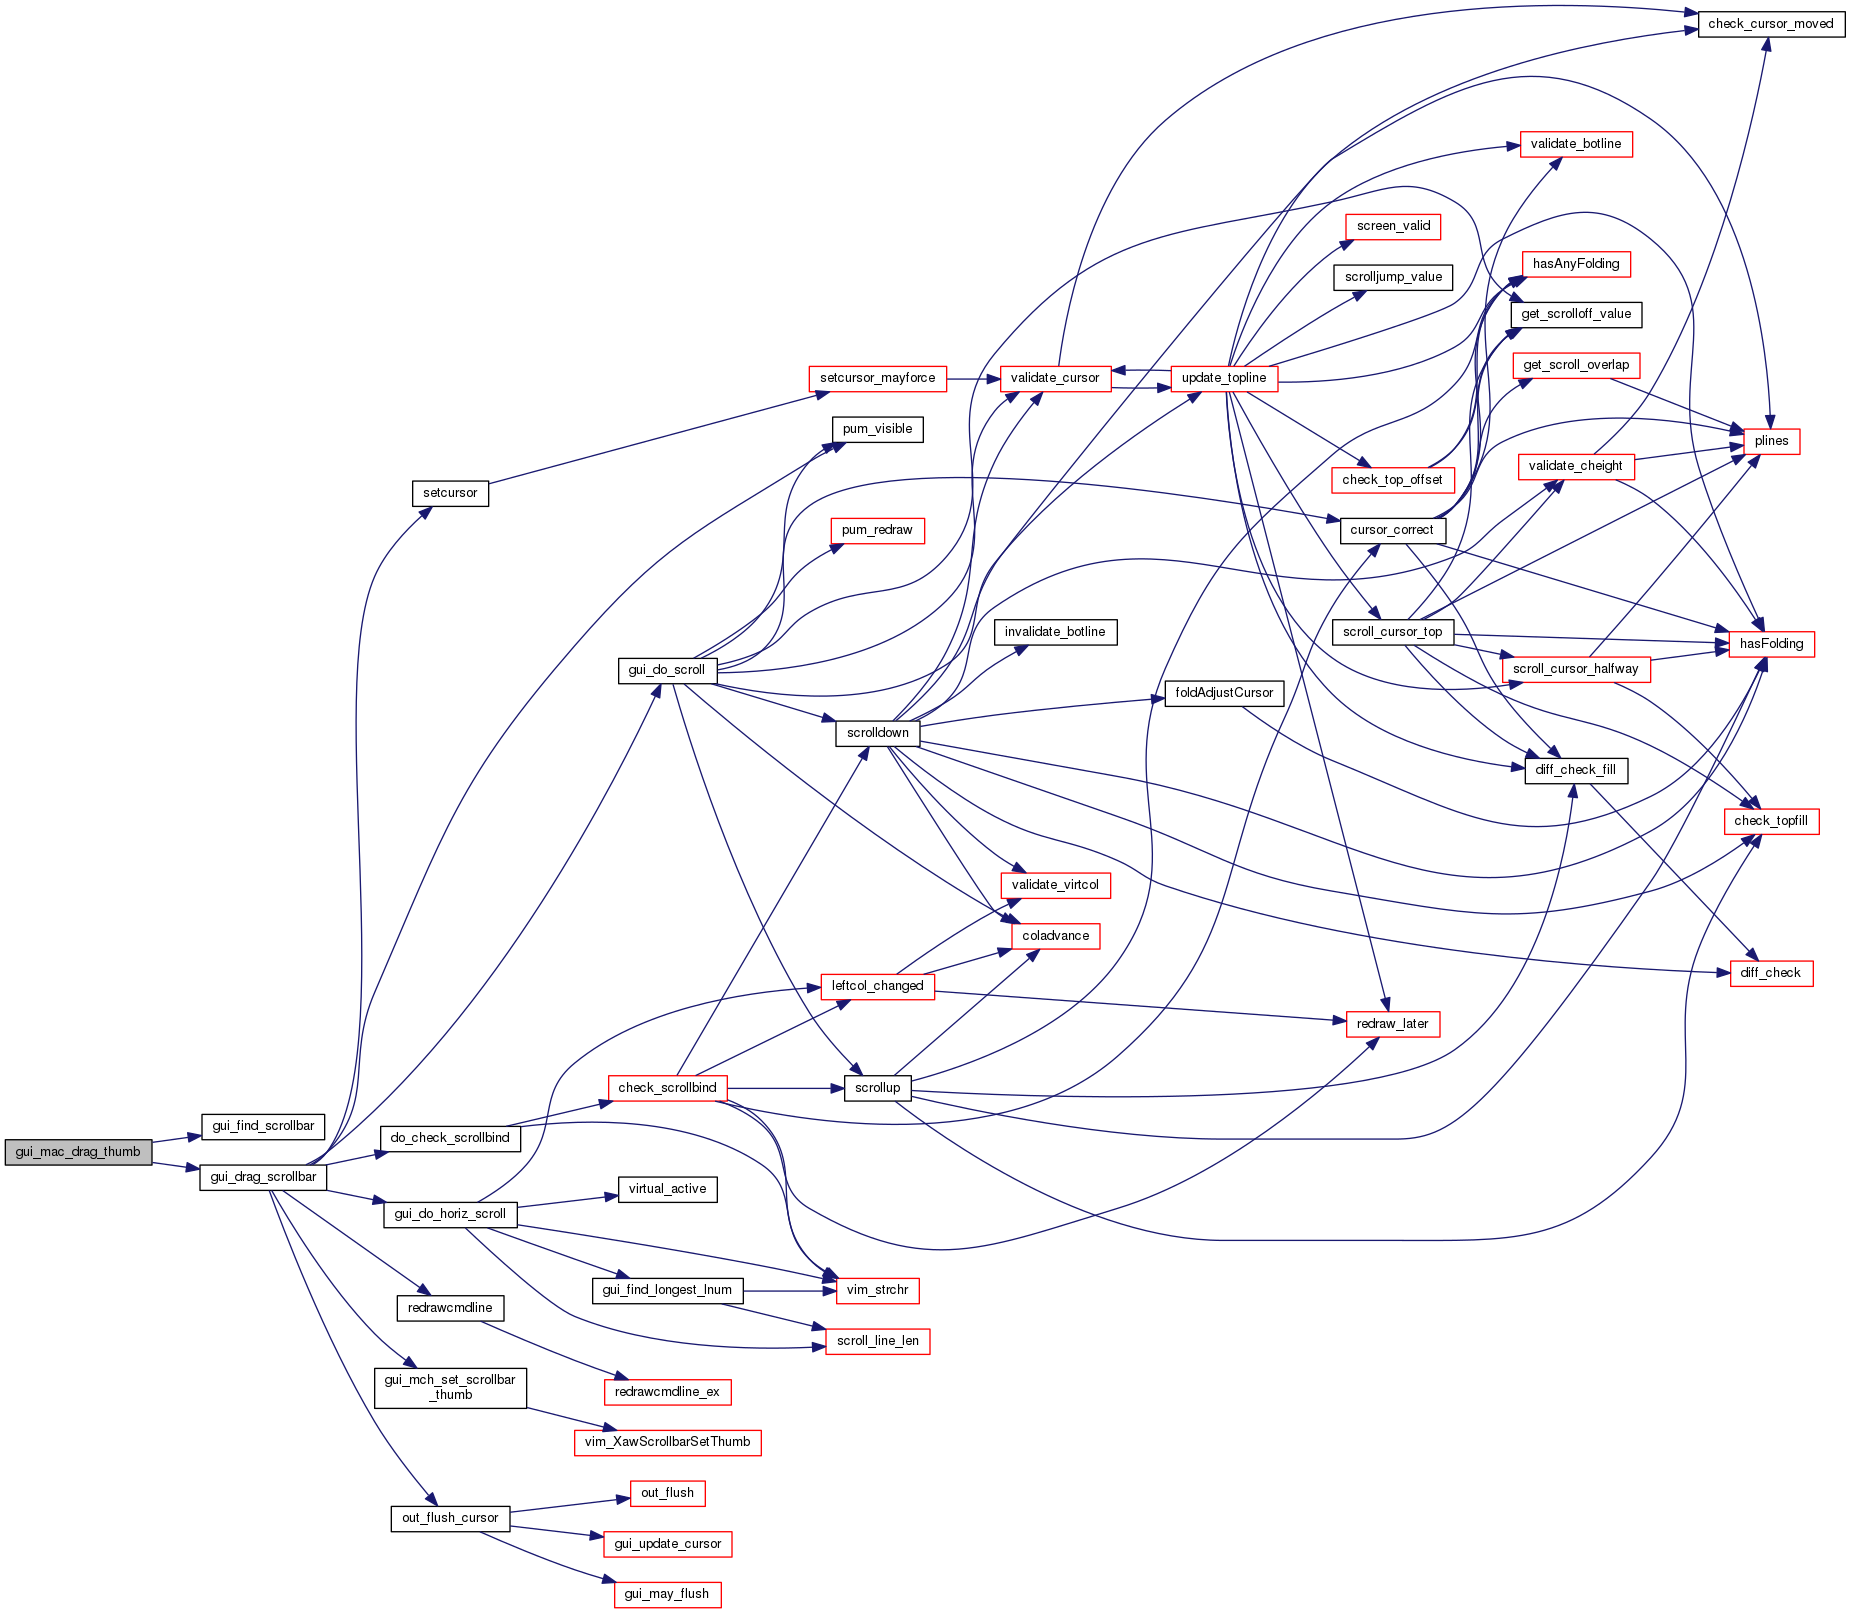 check_cursor_moved
validate_botline
screen_valid
hasAnyFolding
scrolljump_value
get_scrolloff_value
get_scroll_overlap
setcursor_mayforce
validate_cursor
update_topline
pum_visible
plines
validate_cheight
check_top_offset
setcursor
pum_redraw
cursor_correct
invalidate_botline
scroll_cursor_top
hasFolding
gui_do_scroll
scroll_cursor_halfway
foldAdjustCursor
scrolldown
diff_check_fill
check_topfill
validate_virtcol
coladvance
diff_check
leftcol_changed
redraw_later
check_scrollbind
scrollup
gui_find_scrollbar
do_check_scrollbind
gui_mac_drag_thumb
gui_drag_scrollbar
virtual_active
gui_do_horiz_scroll
gui_find_longest_lnum
vim_strchr
redrawcmdline
scroll_line_len
gui_mch_set_scrollbar
_thumb
redrawcmdline_ex
vim_XawScrollbarSetThumb
out_flush
out_flush_cursor
gui_update_cursor
gui_may_flush